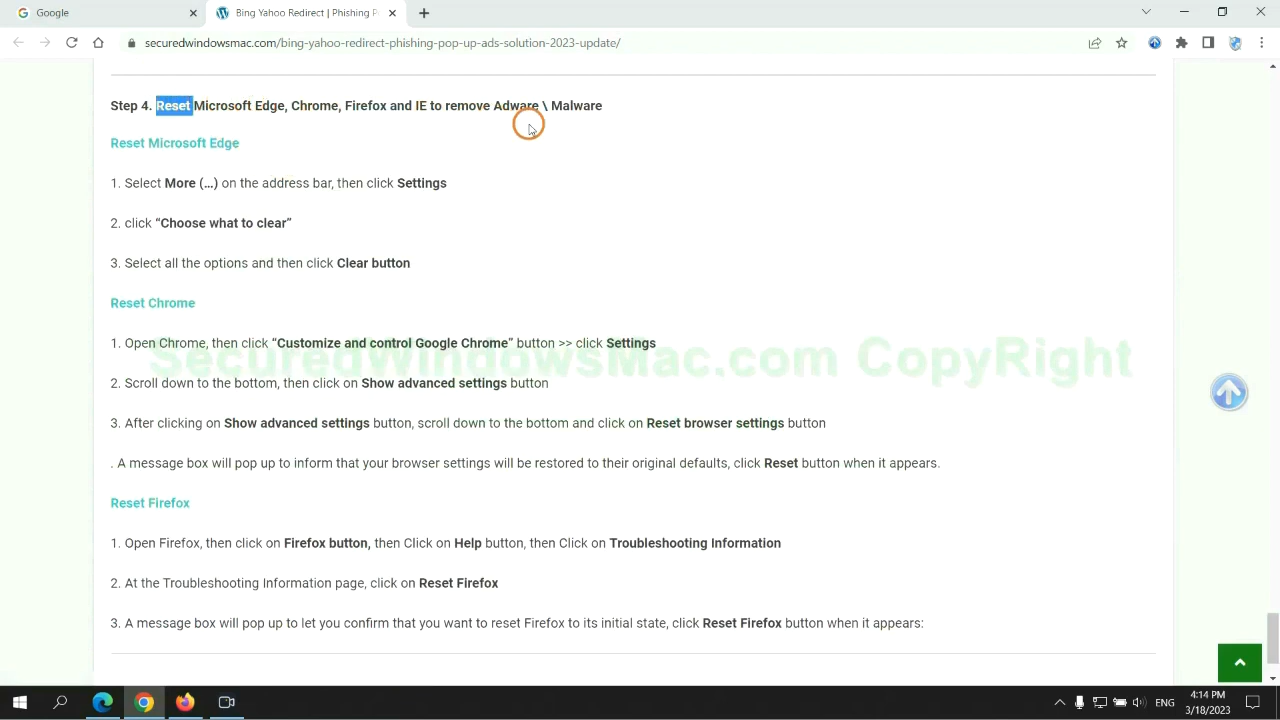 Google
Bing Yahoo Redirect | Phishing P
securedwindowsmac.com/bing-yahoo-redirect-phishing-pop-up-ads-solution-2023-update/
Step 4. Reset Microsoft Edge, Chrome, Firefox and IE to remove Adware \ Malware
Reset Microsoft Edge
1. Select More (...) on the address bar, then click Settings
2. click “Choose what to clear”
3. Select all the options and then click Clear button
Reset Chrome
1. Open Chrome, then click “Customize and control Google Chrome” button >> click Settings
SecuredWindowsMac.com CopyRight
2. Scroll down to the bottom, then click on Show advanced settings button
3. After clicking on Show advanced settings button, scroll down to the bottom and click on Reset browser settings button
. A message box will pop up to inform that your browser settings will be restored to their original defaults, click Reset button when it appears.
Reset Firefox
1. Open Firefox, then click on Firefox button, then Click on Help button, then Click on Troubleshooting Information
2. At the Troubleshooting Information page, click on Reset Firefox
3. A message box will pop up to let you confirm that you want to reset Firefox to its initial state, click Reset Firefox button when it appears:
ENG
4:14 PM
3/18/2023